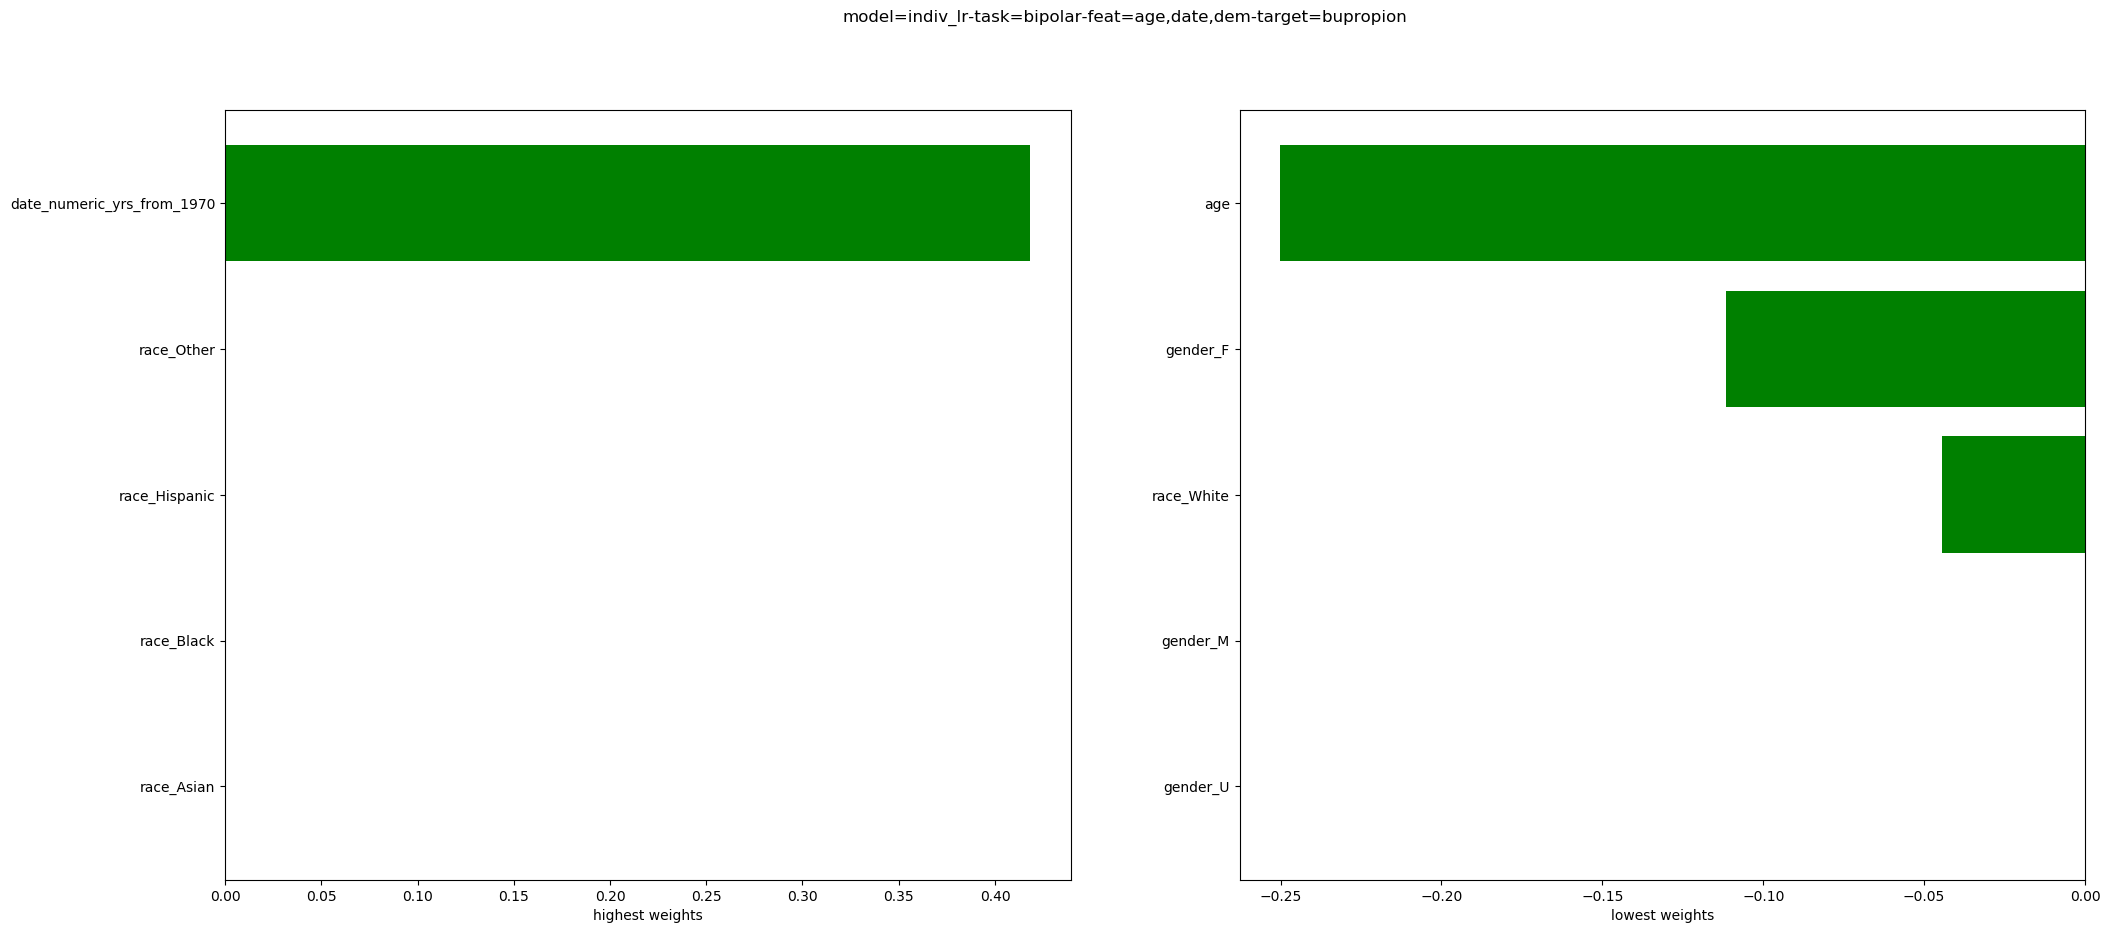 model=indiv_lr-task=bipolar-feat=age,date,dem-target=bupropion
date_numeric_yrs_from_1970
race_Other
race_Hispanic
race_Black
race_Asian
0.00 0.05 0.10 0.15 0.20 0.25 0.30 0.35 0.40
highest weights
age
gender_F
race_White
gender_M
gender_U
−0.25 −0.20 −0.15 −0.10 −0.05 0.00
lowest weights